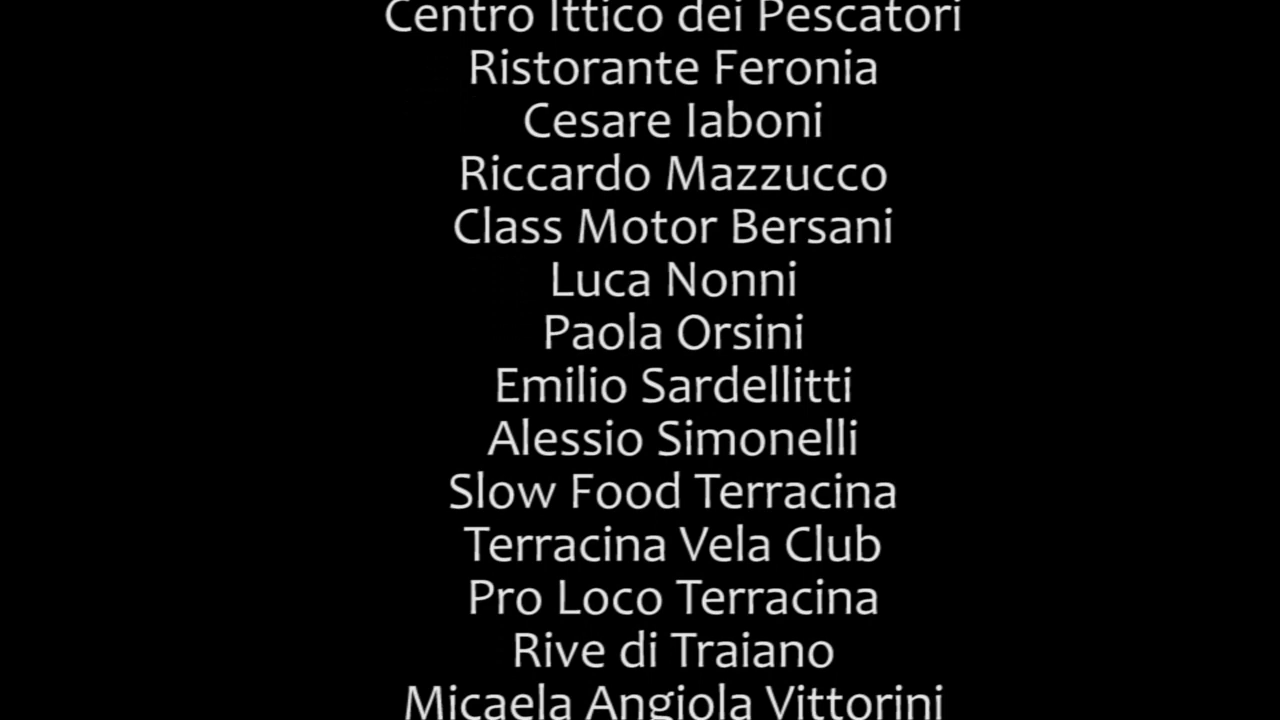 Centro Ittico dei Pescatori
Ristorante Feronia
Cesare Iaboni
Riccardo Mazzucco
Class Motor Bersani
Luca Nonni
Paola Orsini
Emilio Sardellitti
Alessio Simonelli
Slow Food Terracina
Terracina Vela Club
Pro Loco Terracina
Rive di Traiano
Micaela Angiola Vittorini